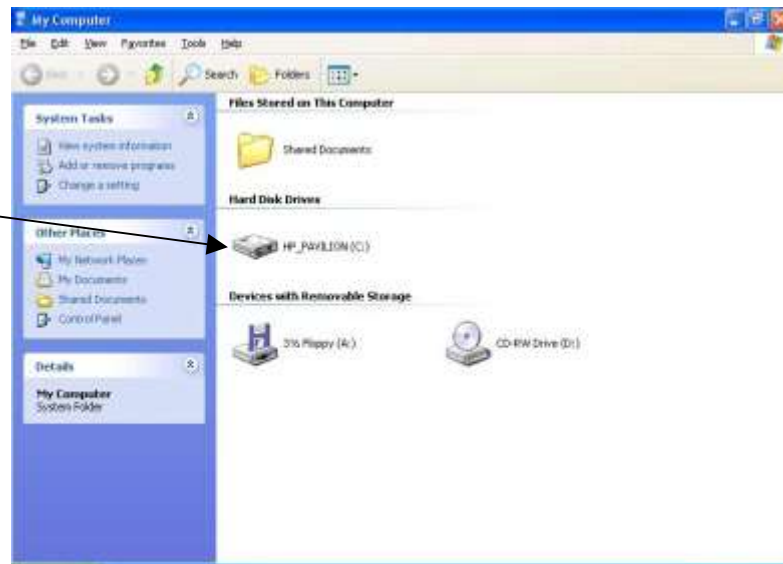 My Computer
File Edit View Favorites Tools Help
Back Search Folders
System Tasks
View system information
Add or remove programs
Change a setting
Other Places
My Network Places
My Documents
Shared Documents
Control Panel
Details
My Computer
System Folder
Files Stored on This Computer
Shared Documents
Hard Disk Drives
HP_PAVILION (C:)
Devices with Removable Storage
3½ Floppy (A:)
CD-RW Drive (D:)